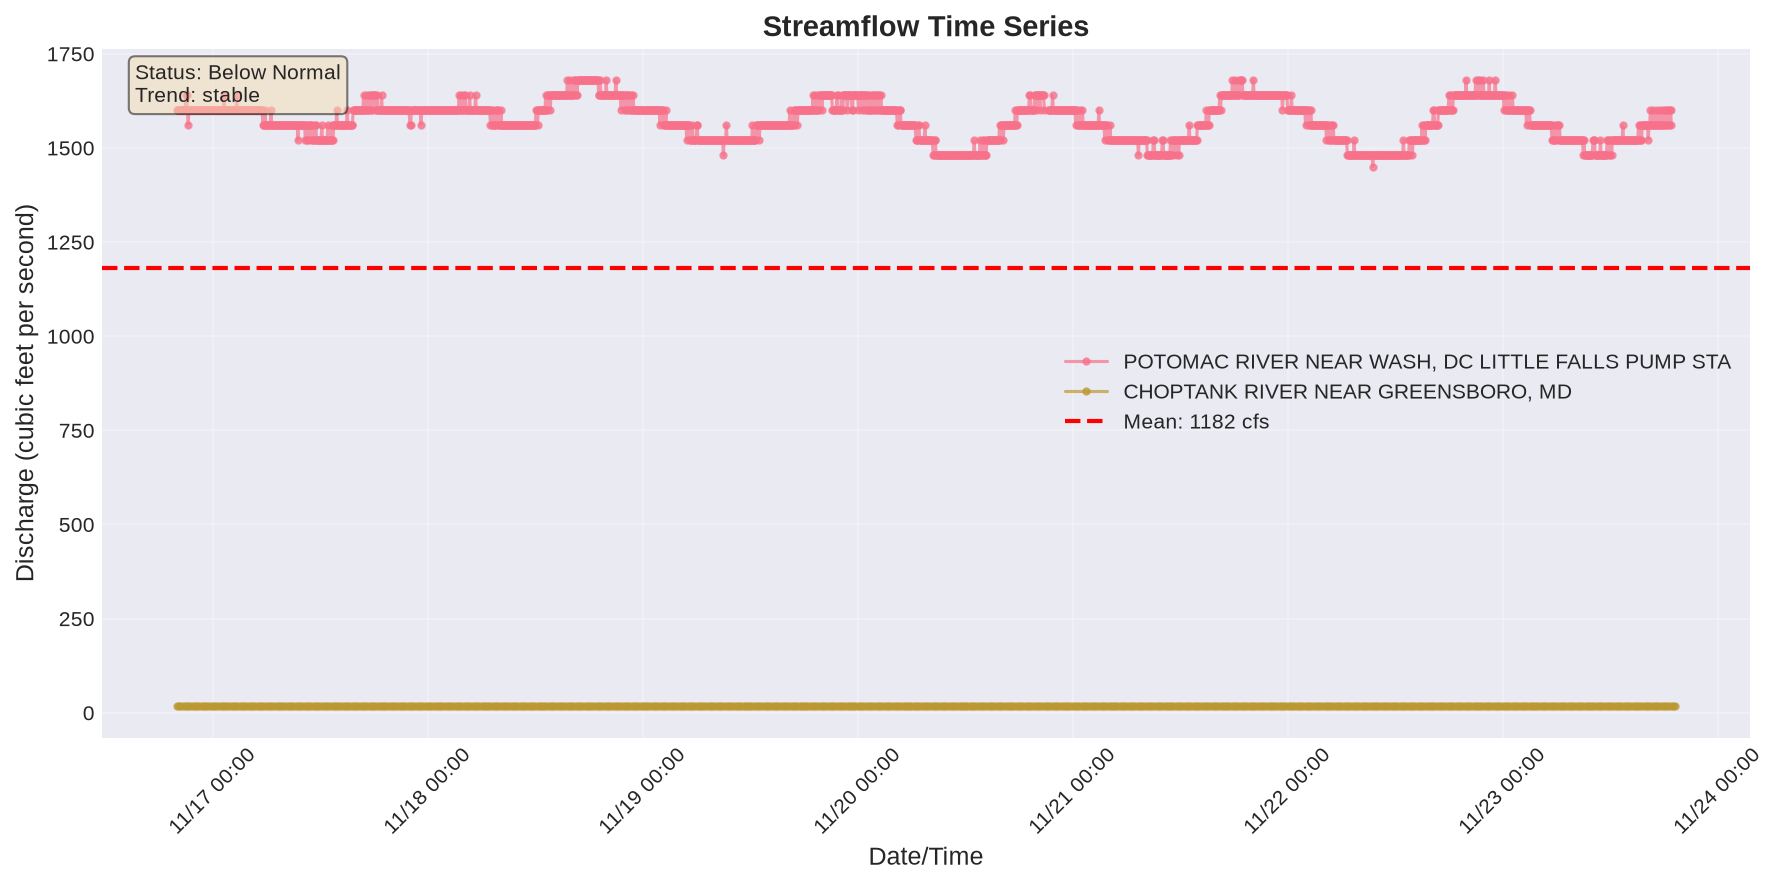 Streamflow Time Series
Status: Below Normal
Trend: stable
Discharge (cubic feet per second)
1750
1500
1250
1000
750
500
250
0
POTOMAC RIVER NEAR WASH, DC LITTLE FALLS PUMP STA
CHOPTANK RIVER NEAR GREENSBORO, MD
Mean: 1182 cfs
11/17 00:00
11/18 00:00
11/19 00:00
11/20 00:00
11/21 00:00
11/22 00:00
11/23 00:00
11/24 00:00
Date/Time